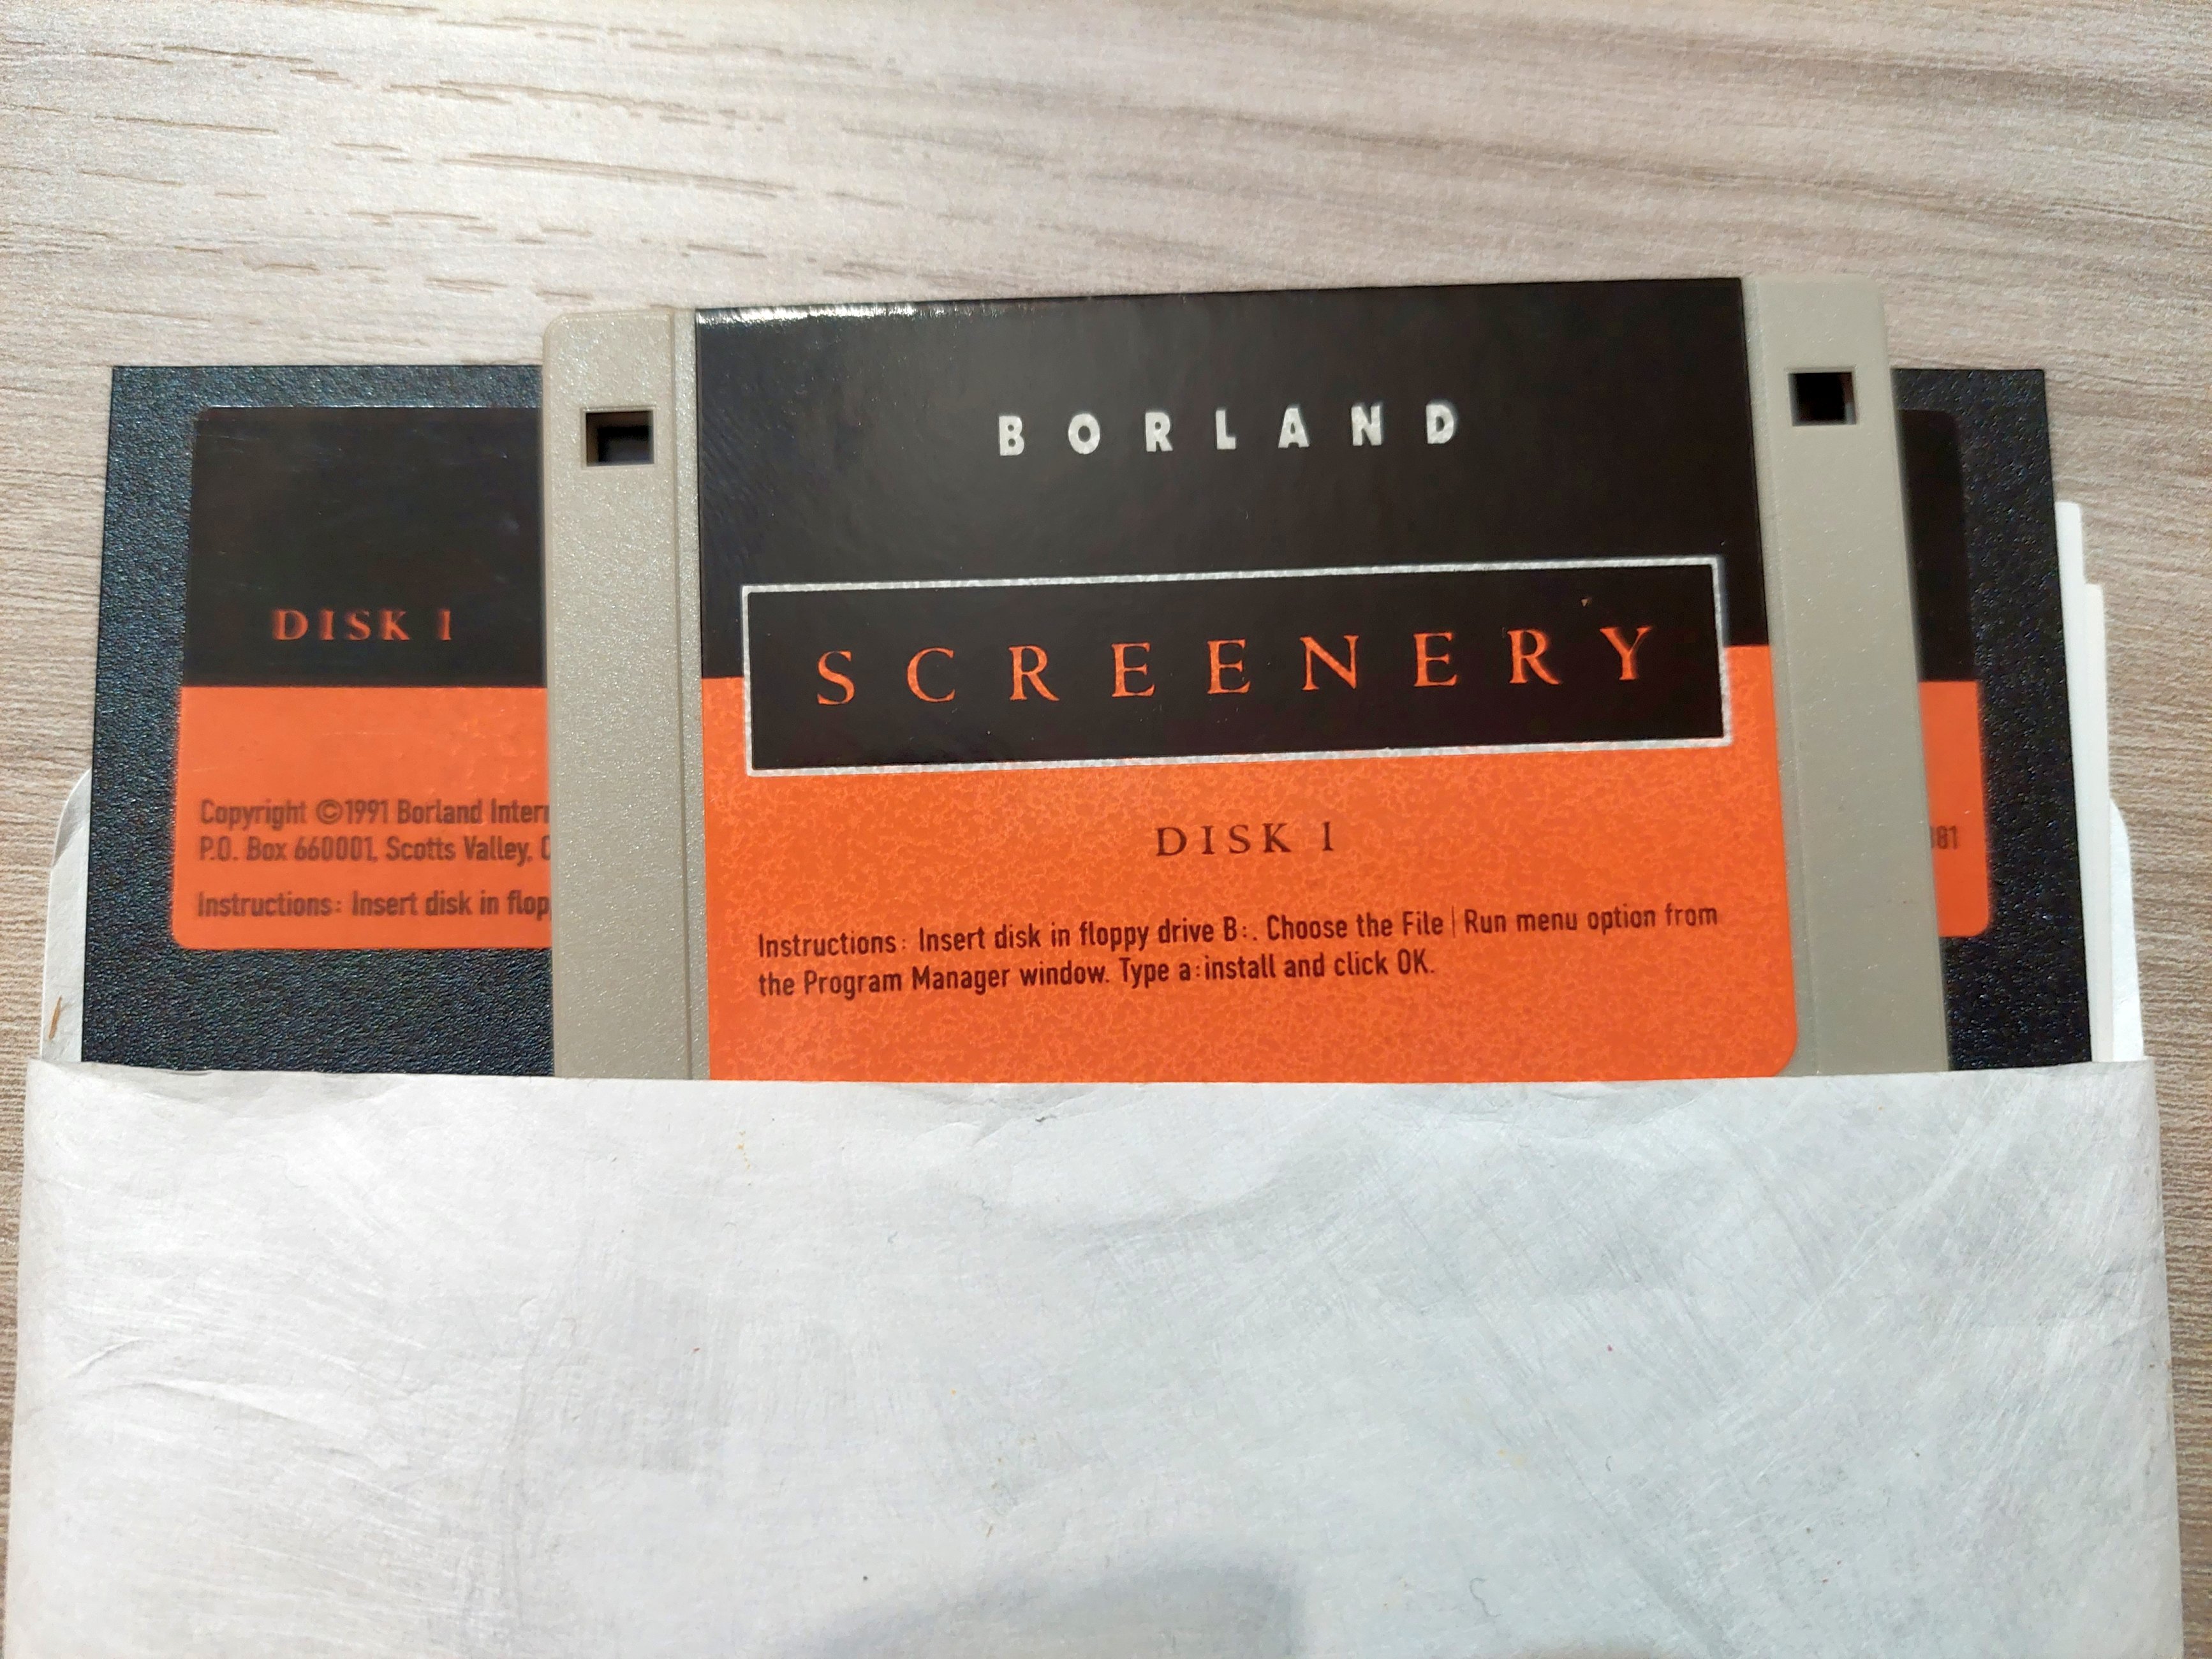 BORLAND
SCREENERY
DISK 1
Instructions: Insert disk in floppy drive B:. Choose the File | Run menu option from
the Program Manager window. Type a:install and click OK.
DISK 1
Copyright ©1991 Borland
P.O. Box 660001, Scotts Valley,
Instructions: Insert disk in